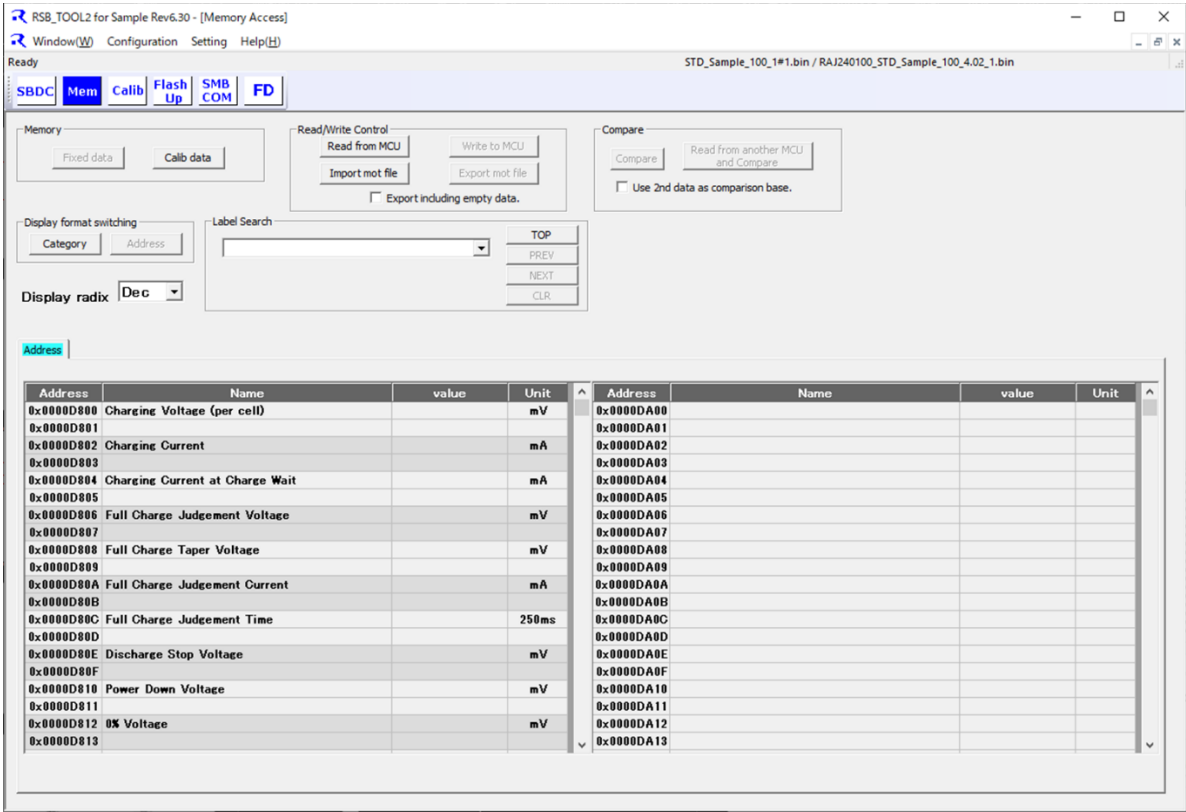 RSB_TOOL2 for Sample Rev6.30 - [Memory Access]
Window(W) Configuration Setting Help(H)
Ready STD_Sample_100_1#1.bin / RAJ240100_STD_Sample_100_4.02_1.bin
SBDC Mem Calib Flash Up SMB COM FD
Memory
Fixed data Calib data
Read/Write Control
Read from MCU Write to MCU
Import mot file Export mot file
Export including empty data.
Compare
Compare Read from another MCU and Compare
Use 2nd data as comparison base.
Display format switching
Category Address
Display radix Dec
Label Search
TOP
PREV
NEXT
CLR
Address
Address Name value Unit Address Name value Unit
0x0000D800 Charging Voltage (per cell) mV 0x0000DA00
0x0000D801 0x0000DA01
0x0000D802 Charging Current mA 0x0000DA02
0x0000D803 0x0000DA03
0x0000D804 Charging Current at Charge Wait mA 0x0000DA04
0x0000D805 0x0000DA05
0x0000D806 Full Charge Judgement Voltage mV 0x0000DA06
0x0000D807 0x0000DA07
0x0000D808 Full Charge Taper Voltage mV 0x0000DA08
0x0000D809 0x0000DA09
0x0000D80A Full Charge Judgement Current mA 0x0000DA0A
0x0000D80B 0x0000DA0B
0x0000D80C Full Charge Judgement Time 250ms 0x0000DA0C
0x0000D80D 0x0000DA0D
0x0000D80E Discharge Stop Voltage mV 0x0000DA0E
0x0000D80F 0x0000DA0F
0x0000D810 Power Down Voltage mV 0x0000DA10
0x0000D811 0x0000DA11
0x0000D812 0% Voltage mV 0x0000DA12
0x0000D813 0x0000DA13